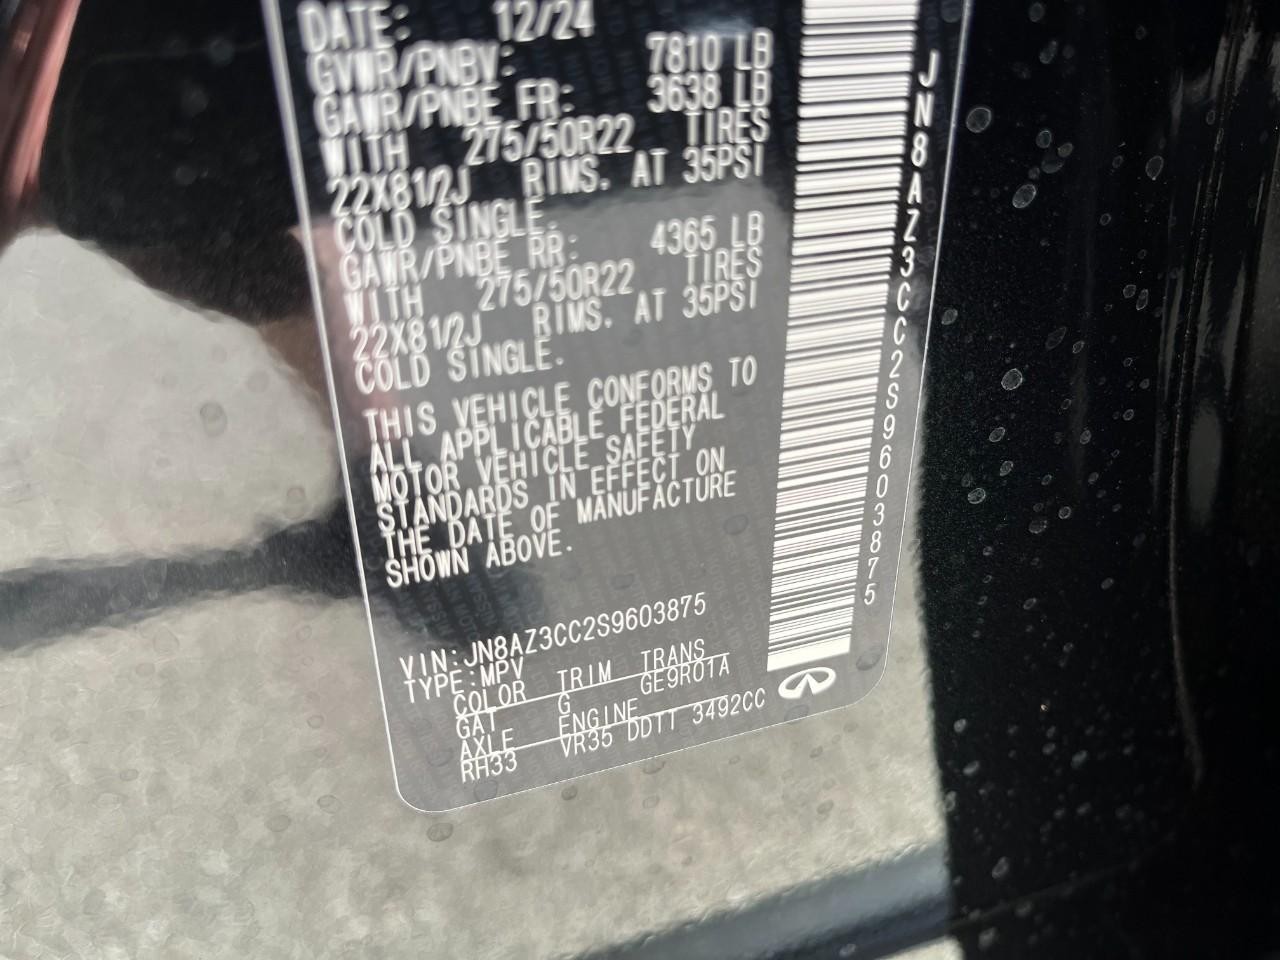 DATE: 12/24
GVWR/PNBV: 7810 LB
GAWR/PNBE FR: 3638 LB
WITH 275/50R22 TIRES
22X81/2J RIMS. AT 35PSI
COLD SINGLE.
GAWR/PNBE RR: 4365 LB
WITH 275/50R22 TIRES
22X81/2J RIMS. AT 35PSI
COLD SINGLE.
THIS VEHICLE CONFORMS TO
ALL APPLICABLE FEDERAL
MOTOR VEHICLE SAFETY
STANDARDS IN EFFECT ON
THE DATE OF MANUFACTURE
SHOWN ABOVE.
VIN:JN8AZ3CC2S9603875
TYPE:MPV
COLOR TRIM TRANS
GAT G GE9R01A
AXLE ENGINE
RH33 VR35 DDTT 3492CC
JN8AZ3CC2S9603875